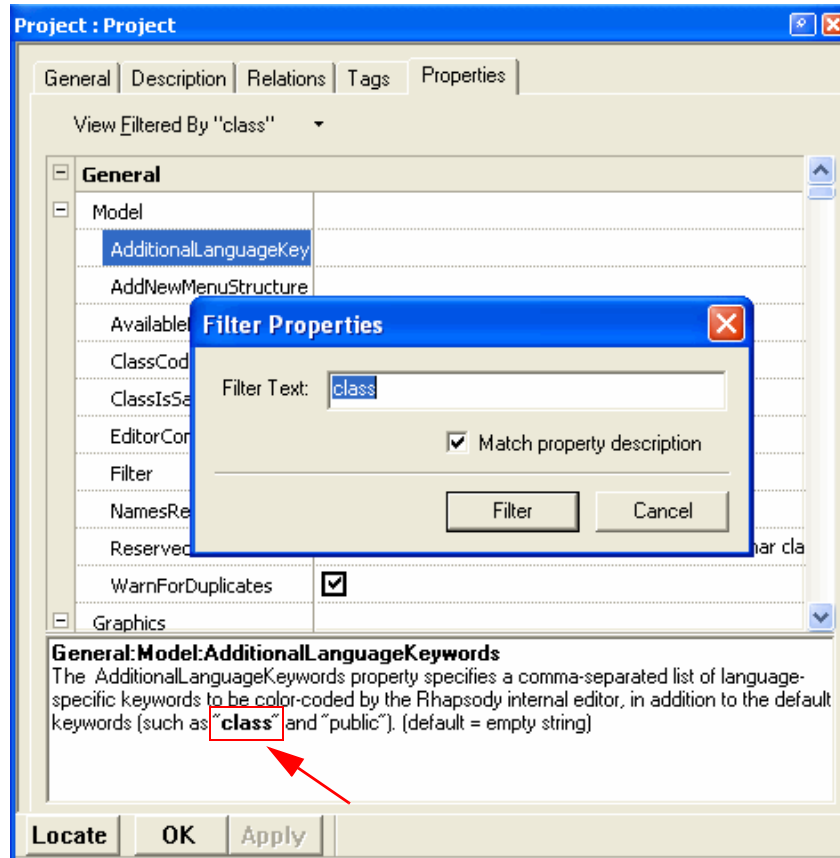 Project : Project
General Description Relations Tags Properties
View Filtered By "class"
General
Model
AdditionalLanguageKey
AddNewMenuStructure
Filter Properties
Filter Text: class
Match property description
Filter Cancel
Filter
WarnForDuplicates
Graphics
General:Model:AdditionalLanguageKeywords
The AdditionalLanguageKeywords property specifies a comma-separated list of language-
specific keywords to be color-coded by the Rhapsody internal editor, in addition to the default
keywords (such as "class" and "public"). (default = empty string)
Locate OK Apply